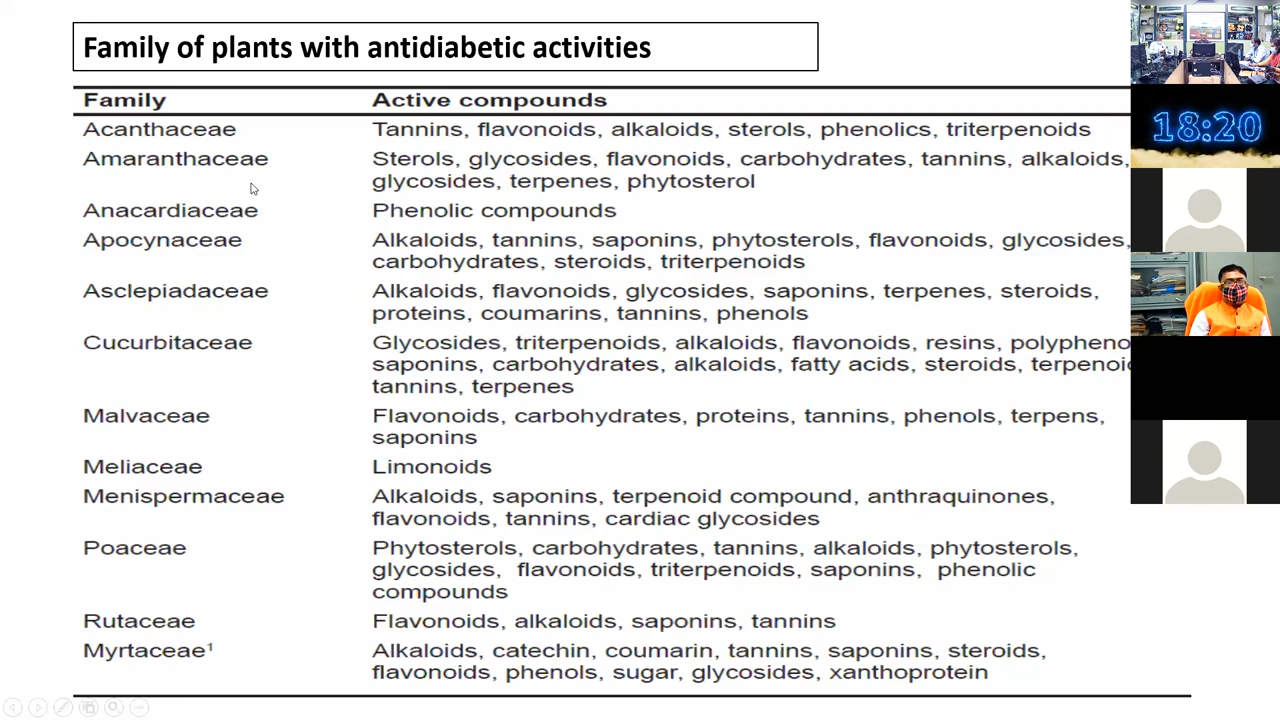 Family of plants with antidiabetic activities
Family Active compounds
Acanthaceae Tannins, flavonoids, alkaloids, sterols, phenolics, triterpenoids
Amaranthaceae Sterols, glycosides, flavonoids, carbohydrates, tannins, alkaloids,
glycosides, terpenes, phytosterol
Anacardiaceae Phenolic compounds
Apocynaceae Alkaloids, tannins, saponins, phytosterols, flavonoids, glycosides,
carbohydrates, steroids, triterpenoids
Asclepiadaceae Alkaloids, flavonoids, glycosides, saponins, terpenes, steroids,
proteins, coumarins, tannins, phenols
Cucurbitaceae Glycosides, triterpenoids, alkaloids, flavonoids, resins,
saponins, carbohydrates, alkaloids, fatty acids, steroids,
tannins, terpenes
Malvaceae Flavonoids, carbohydrates, proteins, tannins, phenols, terpens,
saponins
Meliaceae Limonoids
Menispermaceae Alkaloids, saponins, terpenoid compound, anthraquinones,
flavonoids, tannins, cardiac glycosides
Poaceae Phytosterols, carbohydrates, tannins, alkaloids, phytosterols,
glycosides, flavonoids, triterpenoids, saponins, phenolic
compounds
Rutaceae Flavonoids, alkaloids, saponins, tannins
Myrtaceae¹ Alkaloids, catechin, coumarin, tannins, saponins, steroids,
flavonoids, phenols, sugar, glycosides, xanthoprotein
18:20